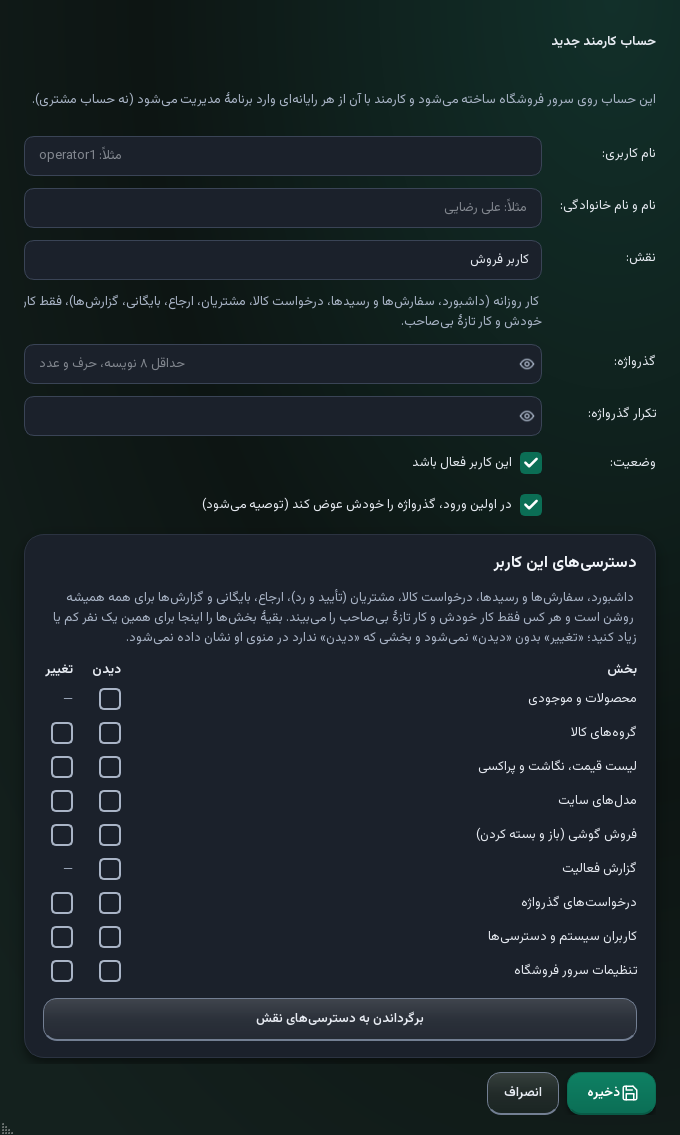 حساب کارمند جدید
این حساب روی سرور فروشگاه ساخته می‌شود و کارمند با آن از هر رایانه‌ای وارد برنامهٔ مدیریت می‌شود (نه حساب مشتری).
نام کاربری:
مثلاً: operator1
نام و نام خانوادگی:
مثلاً: علی رضایی
نقش:
کاربر فروش
کار روزانه (داشبورد، سفارش‌ها و رسیدها، درخواست کالا، مشتریان، ارجاع، بایگانی، گزارش‌ها)، فقط کار
خودش و کار تازهٔ بی‌صاحب.
گذرواژه:
حداقل ۸ نویسه، حرف و عدد
تکرار گذرواژه:
وضعیت:
این کاربر فعال باشد
در اولین ورود، گذرواژه را خودش عوض کند (توصیه می‌شود)
دسترسی‌های این کاربر
داشبورد، سفارش‌ها و رسیدها، درخواست کالا، مشتریان (تأیید و رد)، ارجاع، بایگانی و گزارش‌ها برای همه همیشه
روشن است و هر کس فقط کار خودش و کار تازهٔ بی‌صاحب را می‌بیند. بقیهٔ بخش‌ها را اینجا برای همین یک نفر کم یا
زیاد کنید؛ «تغییر» بدون «دیدن» نمی‌شود و بخشی که «دیدن» ندارد در منوی او نشان داده نمی‌شود.
بخش دیدن تغییر
محصولات و موجودی —
گروه‌های کالا
لیست قیمت، نگاشت و پراکسی
مدل‌های سایت
فروش گوشی (باز و بسته کردن)
گزارش فعالیت —
درخواست‌های گذرواژه
کاربران سیستم و دسترسی‌ها
تنظیمات سرور فروشگاه
برگرداندن به دسترسی‌های نقش
ذخیره
انصراف